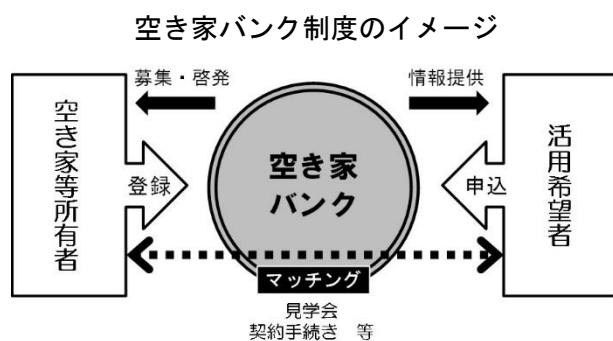 空き家バンク制度のイメージ
募集・啓発
情報提供
空き家等所有者
登録
空き家
バンク
申込
活用希望者
マッチング
見学会
契約手続き 等